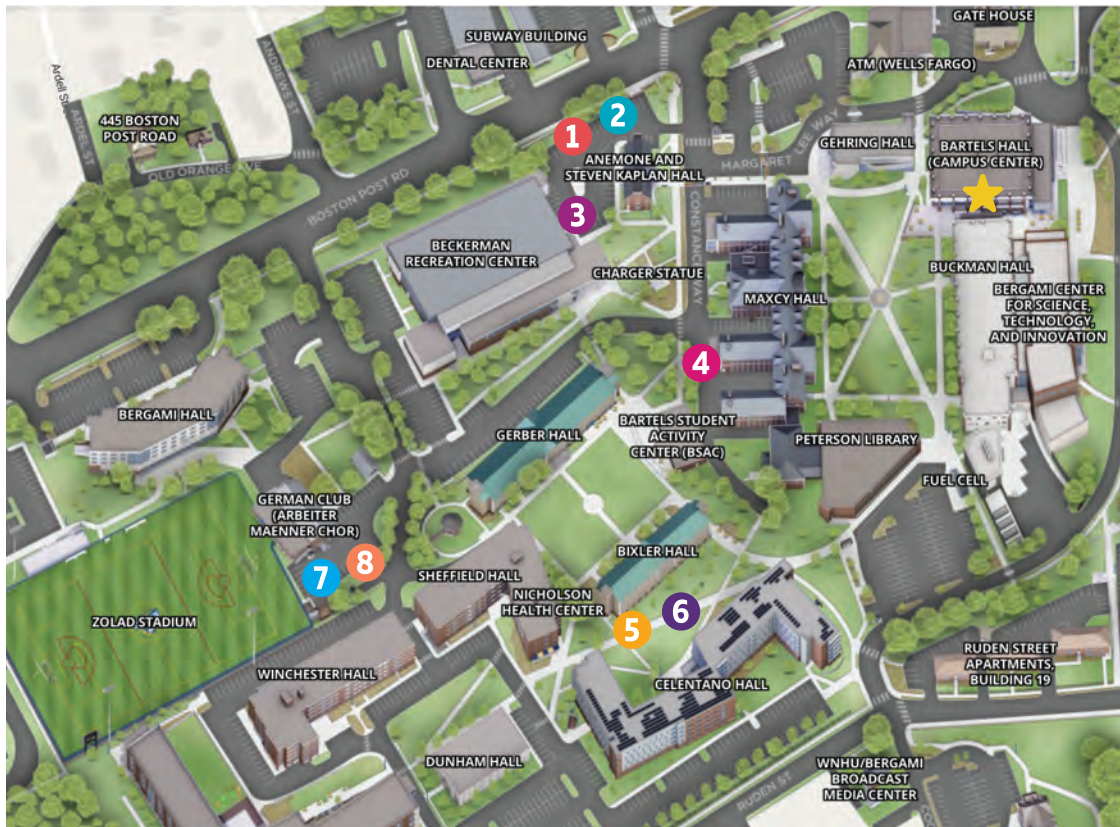 GATE HOUSE
SUBWAY BUILDING
DENTAL CENTER
ATM (WELLS FARGO)
Ardell St
ARDELL ST
ANDREWS ST
445 BOSTON
POST ROAD
OLD ORANGE AVE
BOSTON POST RD
1
2
3
ANEMONE AND
STEVEN KAPLAN HALL
MARGARET LEE WAY
GEHRING HALL
BARTELS HALL
(CAMPUS CENTER)
CONSTANCE WAY
BECKERMAN
RECREATION CENTER
CHARGER STATUE
MAXCY HALL
BUCKMAN HALL
BERGAMI CENTER
FOR SCIENCE,
TECHNOLOGY,
AND INNOVATION
4
BERGAMI HALL
GERBER HALL
BARTELS STUDENT
ACTIVITY
CENTER (BSAC)
PETERSON LIBRARY
FUEL CELL
GERMAN CLUB
(ARBEITER
MAENNER CHOR)
7
8
SHEFFIELD HALL
BIXLER HALL
NICHOLSON
HEALTH CENTER
5
6
ZOLAD STADIUM
WINCHESTER HALL
CELENTANO HALL
RUDEN STREET
APARTMENTS,
BUILDING 19
DUNHAM HALL
RUDEN ST
WNHU/BERGAMI
BROADCAST
MEDIA CENTER